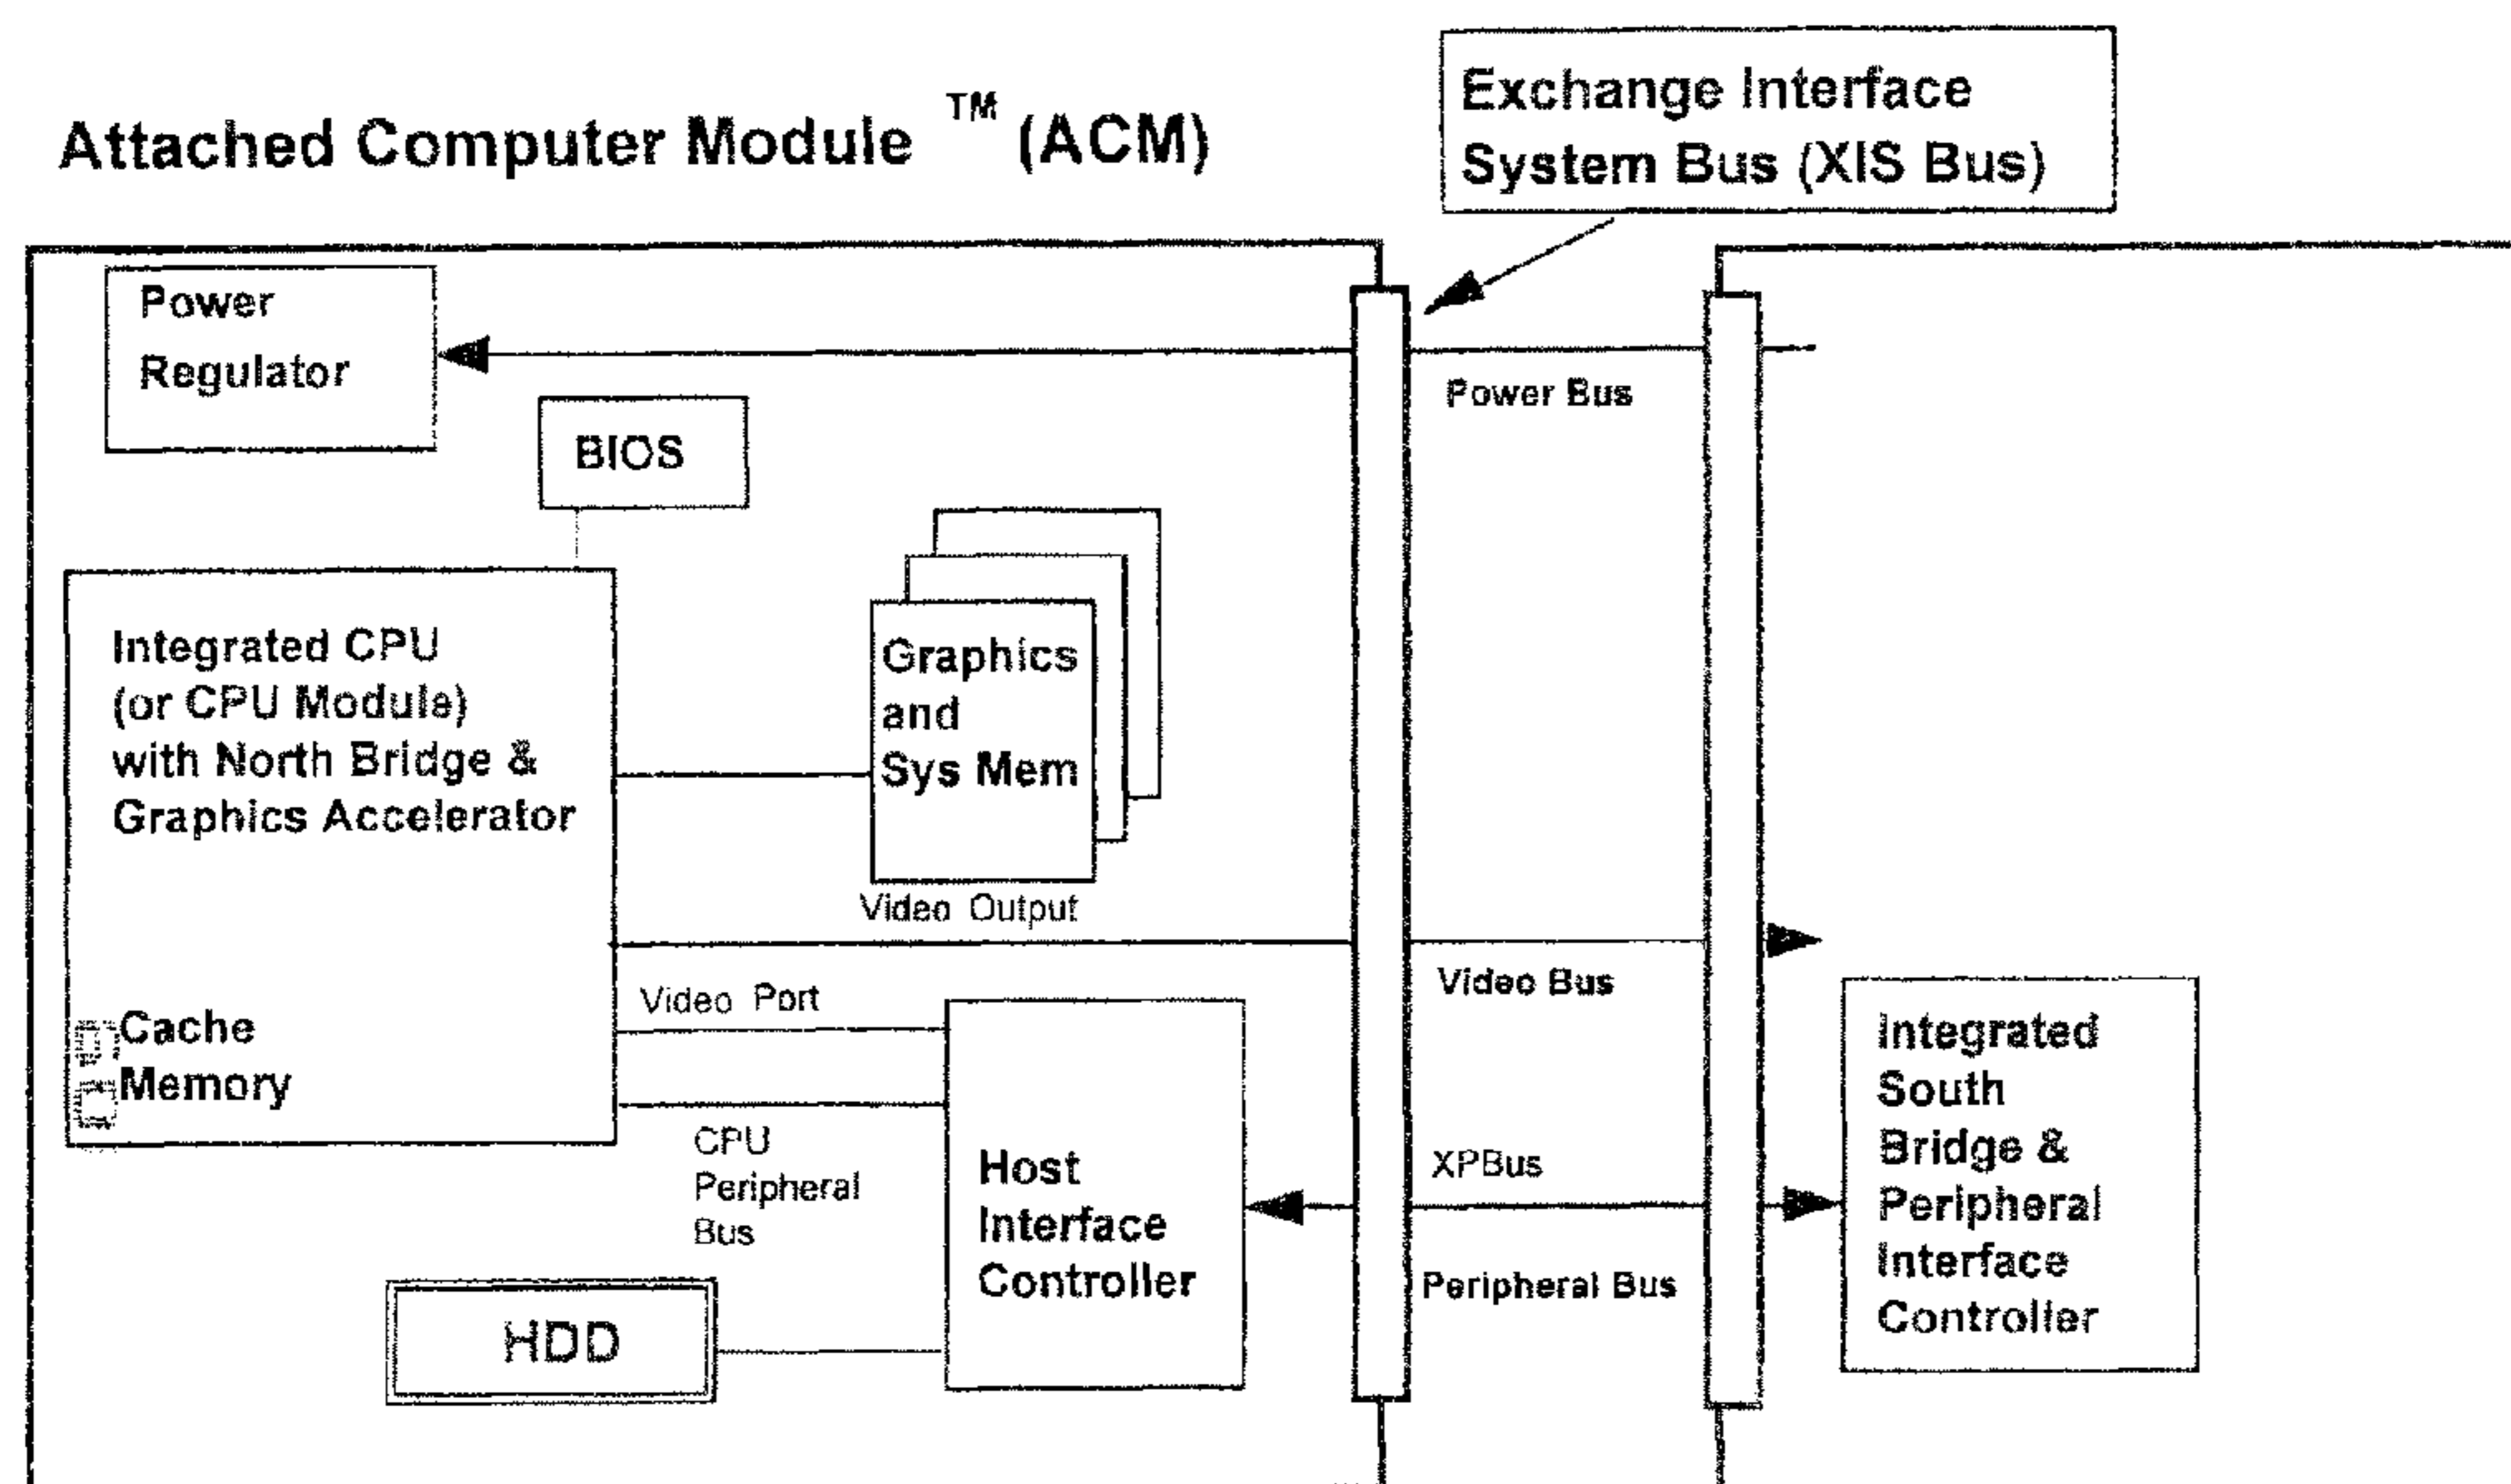 Exchange Interface
System Bus (XIS Bus)
Attached Computer Module ™ (ACM)
Power
Regulator
Power Bus
BIOS
Integrated CPU
(or CPU Module)
with North Bridge &
Graphics Accelerator
Graphics
and
Sys Mem
Video Output
Video Bus
Video Port
Cache
Memory
CPU
Peripheral
Bus
Host
Interface
Controller
XPBus
Peripheral Bus
Integrated
South
Bridge &
Peripheral
Interface
Controller
HDD